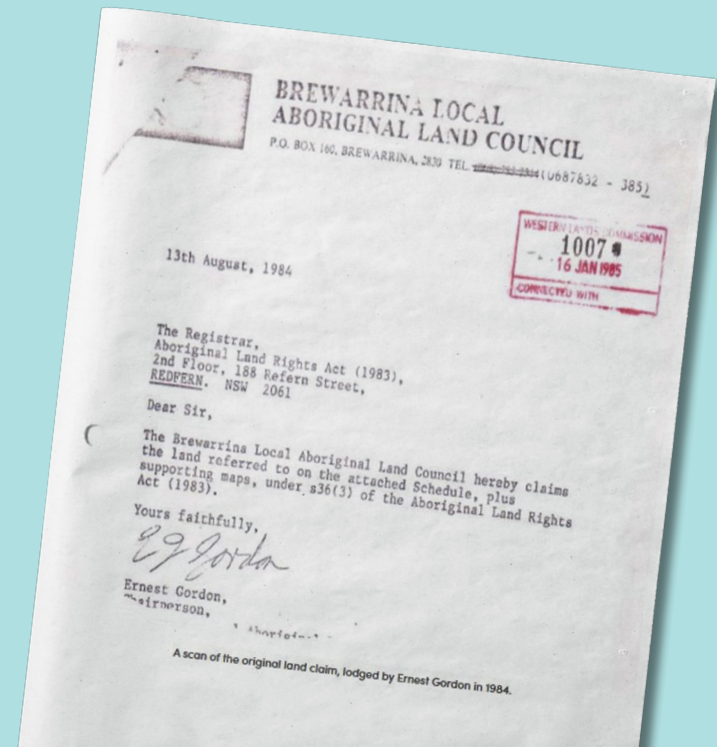 BREWARRINA LOCAL
ABORIGINAL LAND COUNCIL
P.O. BOX 160, BREWARRINA, 2839 TEL. (0687832 - 385)
WESTERN LANDS COMMISSION
1007
16 JAN 1985
CONNECTED WITH
13th August, 1984
The Registrar,
Aboriginal Land Rights Act (1983),
2nd Floor, 188 Refern Street,
REDFERN. NSW 2061
Dear Sir,
The Brewarrina Local Aboriginal Land Council hereby claims
the land referred to on the attached Schedule, plus
supporting maps, under s36(3) of the Aboriginal Land Rights
Act (1983).
Yours faithfully,
E J Gordon
Ernest Gordon,
Chairperson,
A scan of the original land claim, lodged by Ernest Gordon in 1984.